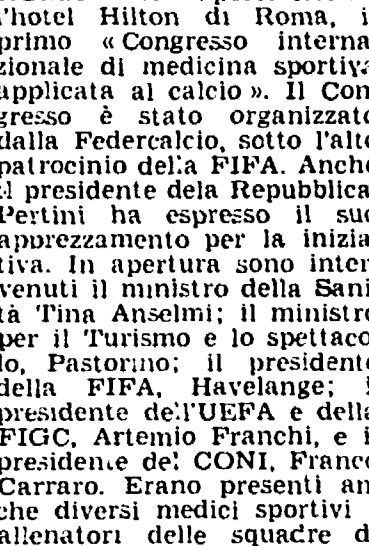 l'hotel Hilton di Roma, i
primo «Congresso interna
zionale di medicina sportiva
applicata al calcio». Il Con
gresso è stato organizzato
dalla Federcalcio, sotto l'alto
patrocinio della FIFA. Anche
il presidente dela Repubblica
Pertini ha espresso il suo
apprezzamento per la inizia
tiva. In apertura sono inter
venuti il ministro della Sani
tà Tina Anselmi; il ministro
per il Turismo e lo spettaco
lo, Pastorino; il presidente
della FIFA, Havelange; i
presidente dell'UEFA e della
FIGC, Artemio Franchi, e i
presidente del CONI, Franco
Carraro. Erano presenti an
che diversi medici sportivi
allenatori delle squadre d